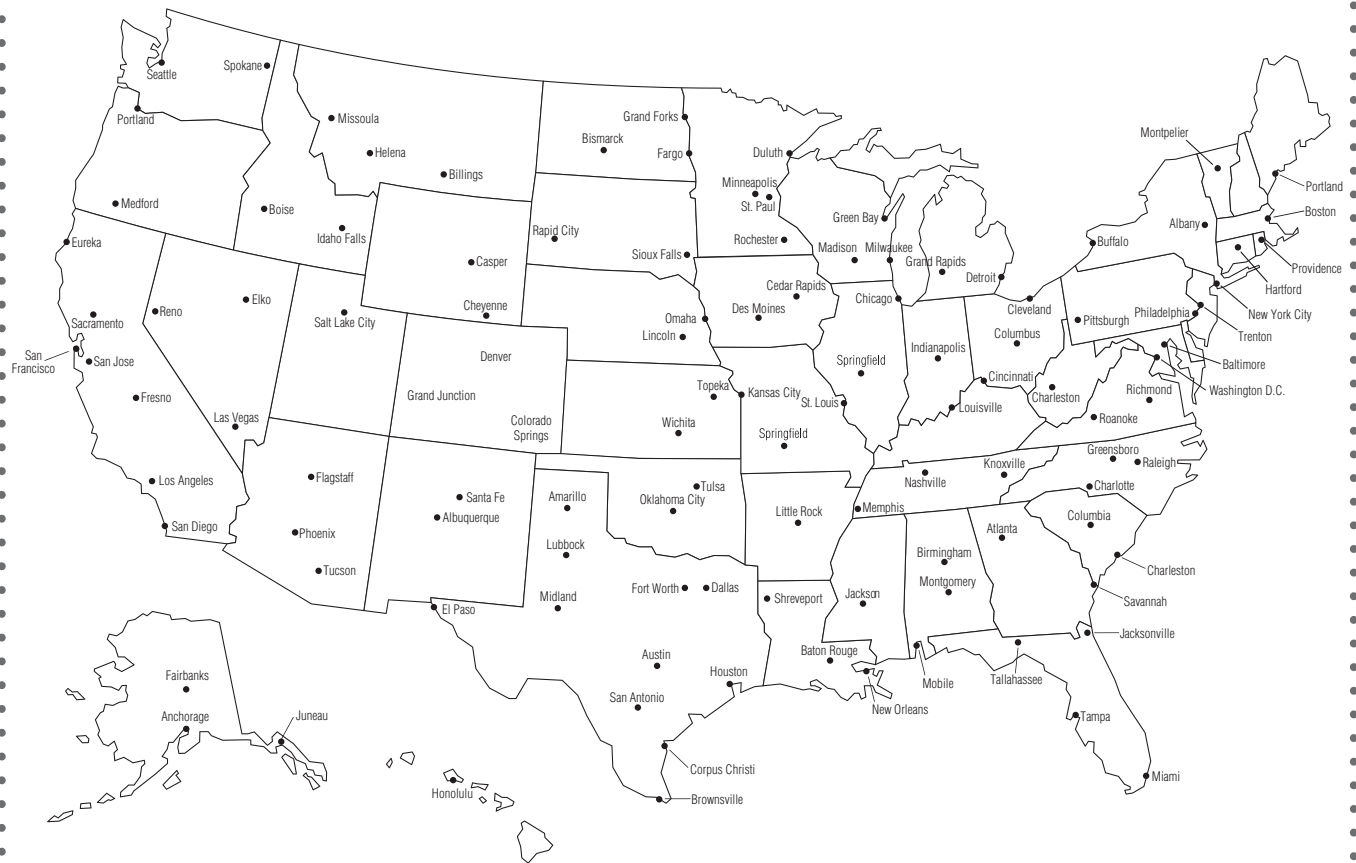 Seattle
Spokane
Portland
Medford
Missoula
Helena
Billings
Boise
Idaho Falls
Eureka
Sacramento
San
Francisco
San Jose
Fresno
Los Angeles
San Diego
Reno
Elko
Las Vegas
Salt Lake City
Casper
Cheyenne
Denver
Grand Junction
Colorado
Springs
Flagstaff
Phoenix
Tucson
Santa Fe
Albuquerque
Grand Forks
Bismarck
Fargo
Rapid City
Sioux Falls
Omaha
Lincoln
Topeka
Wichita
Tulsa
Oklahoma City
Amarillo
Lubbock
Midland
El Paso
Fort Worth
Dallas
Austin
San Antonio
Houston
Corpus Christi
Brownsville
Duluth
Minneapolis
St. Paul
Rochester
Green Bay
Madison
Milwaukee
Cedar Rapids
Des Moines
Kansas City
St. Louis
Springfield
Little Rock
Shreveport
Baton Rouge
New Orleans
Chicago
Springfield
Grand Rapids
Detroit
Indianapolis
Cleveland
Columbus
Cincinnati
Louisville
Nashville
Knoxville
Memphis
Jackson
Birmingham
Montgomery
Mobile
Atlanta
Savannah
Tallahassee
Jacksonville
Tampa
Miami
Columbia
Charleston
Greensboro
Raleigh
Charlotte
Charleston
Richmond
Roanoke
Washington D.C.
Baltimore
Pittsburgh
Philadelphia
Trenton
New York City
Buffalo
Albany
Montpelier
Portland
Boston
Providence
Hartford
Fairbanks
Anchorage
Juneau
Honolulu